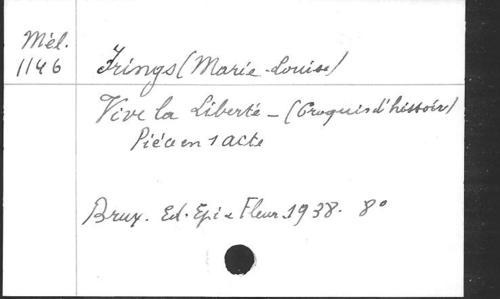 Mél.
1146
Frings (Marie-Louise)
Vive la Liberté - (Croquis d'histoire)
Pièce en 1 acte
Brux. Ed. Epi & Fleur. 1938. 8°